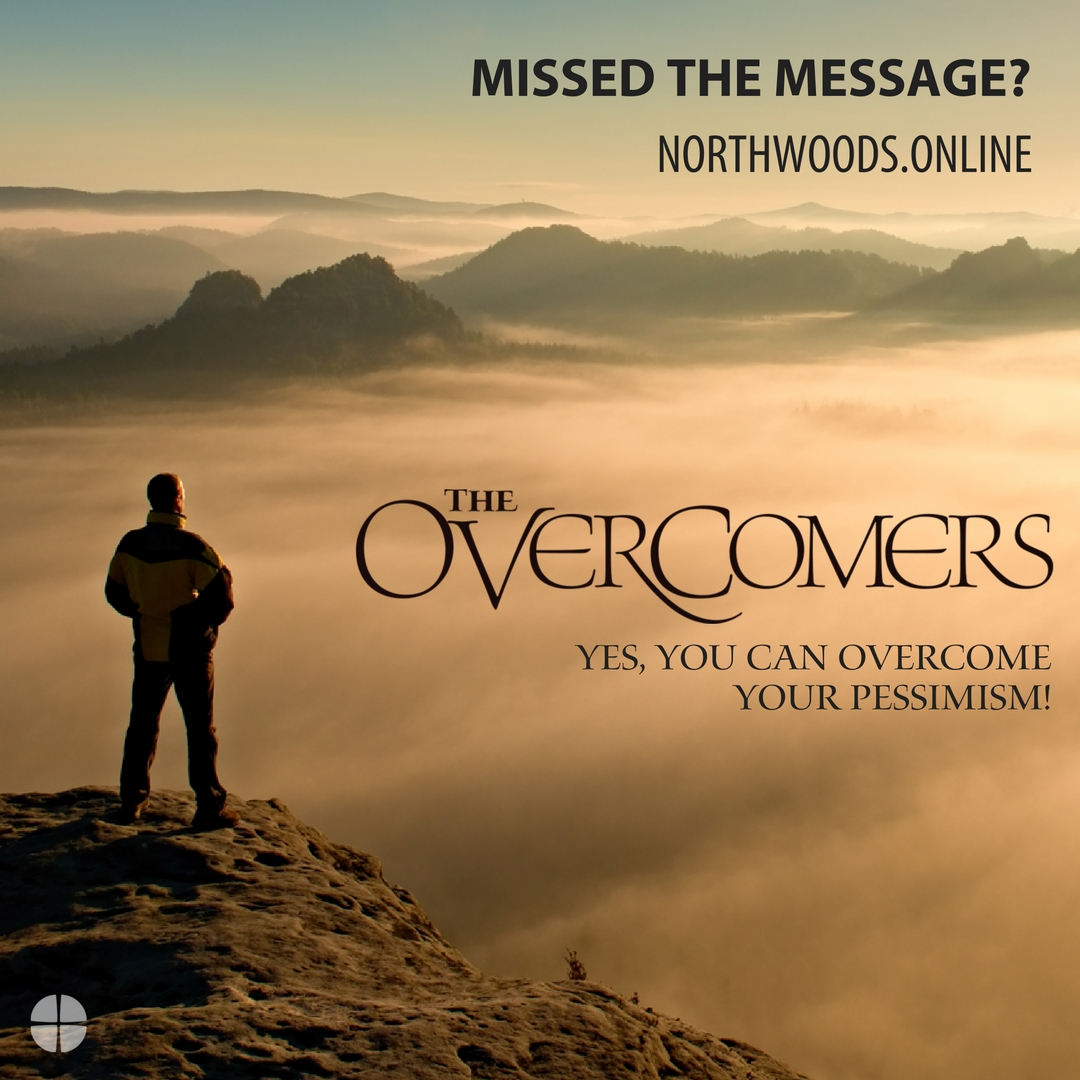 MISSED THE MESSAGE?
NORTHWOODS.ONLINE
THE
OVERCOMERS
YES, YOU CAN OVERCOME
YOUR PESSIMISM!